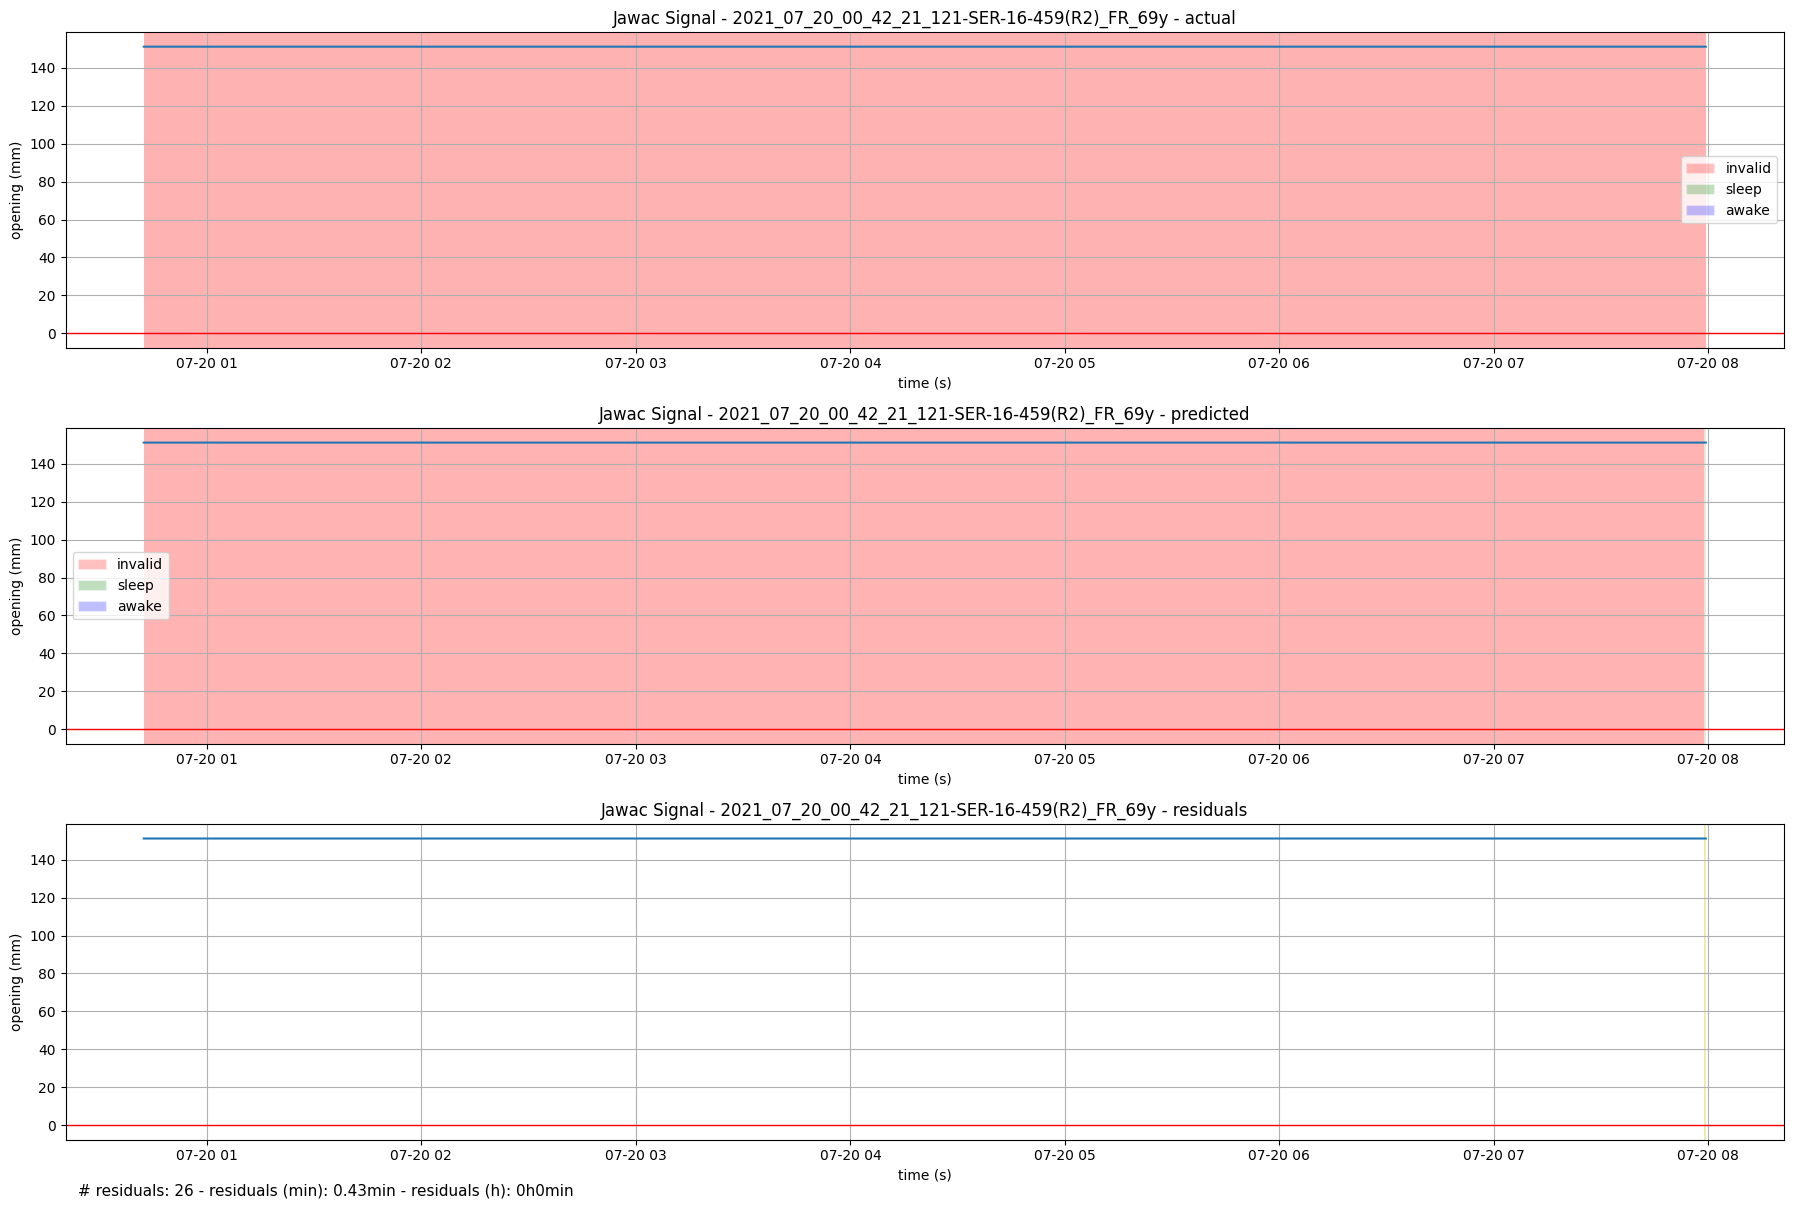 Jawac Signal - 2021_07_20_00_42_21_121-SER-16-459(R2)_FR_69y - actual
opening (mm)
140
120
100
80
60
40
20
0
invalid
sleep
awake
07-20 01 07-20 02 07-20 03 07-20 04 07-20 05 07-20 06 07-20 07 07-20 08
time (s)
Jawac Signal - 2021_07_20_00_42_21_121-SER-16-459(R2)_FR_69y - predicted
opening (mm)
140
120
100
80
60
40
20
0
invalid
sleep
awake
07-20 01 07-20 02 07-20 03 07-20 04 07-20 05 07-20 06 07-20 07 07-20 08
time (s)
Jawac Signal - 2021_07_20_00_42_21_121-SER-16-459(R2)_FR_69y - residuals
opening (mm)
140
120
100
80
60
40
20
0
07-20 01 07-20 02 07-20 03 07-20 04 07-20 05 07-20 06 07-20 07 07-20 08
time (s)
# residuals: 26 - residuals (min): 0.43min - residuals (h): 0h0min